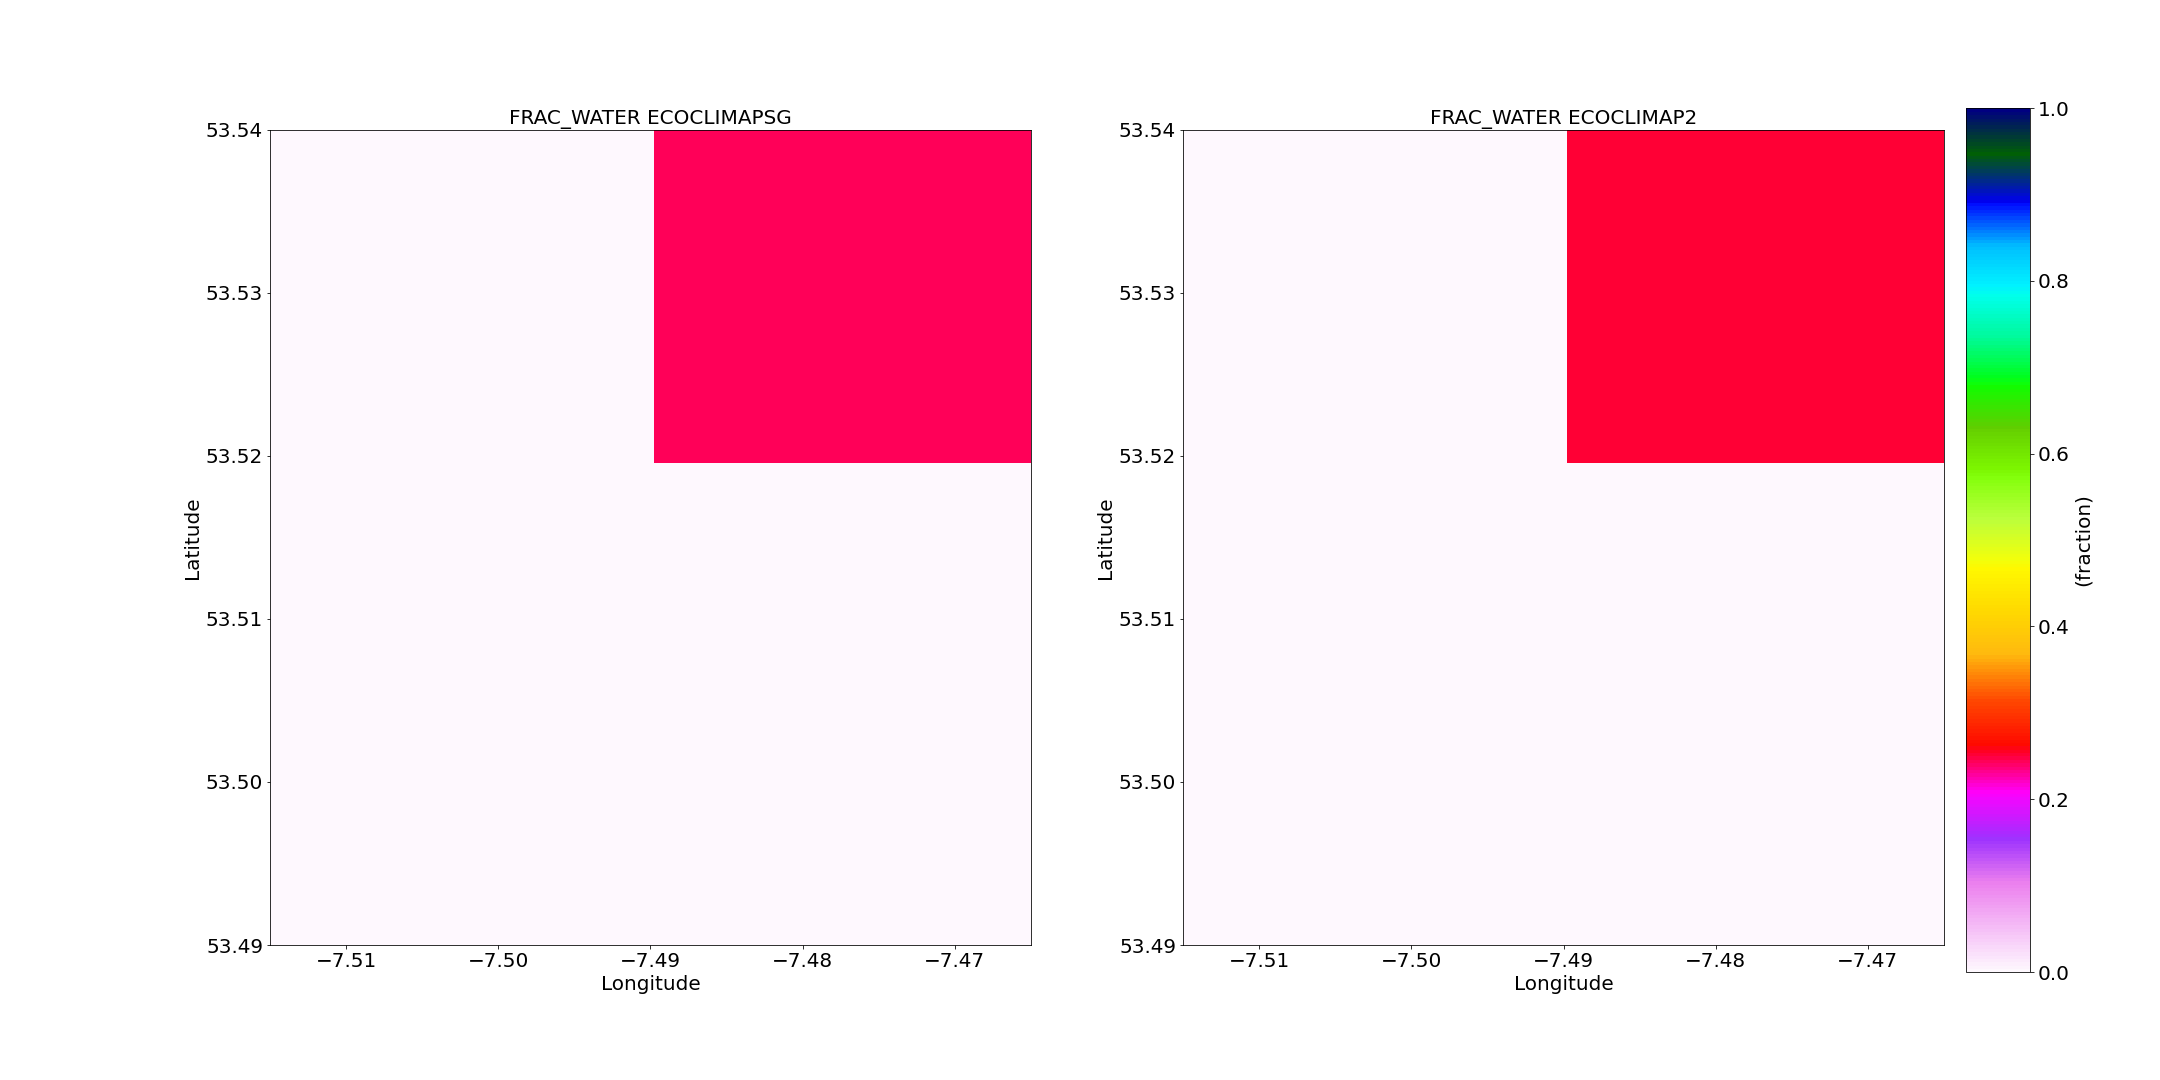 FRAC_WATER ECOCLIMAPSG
53.54
53.53
53.52
53.51
53.50
53.49
Latitude
−7.51 −7.50 −7.49 −7.48 −7.47
Longitude
FRAC_WATER ECOCLIMAP2
53.54
53.53
53.52
53.51
53.50
53.49
Latitude
−7.51 −7.50 −7.49 −7.48 −7.47
Longitude
1.0
0.8
0.6
0.4
0.2
0.0
(fraction)